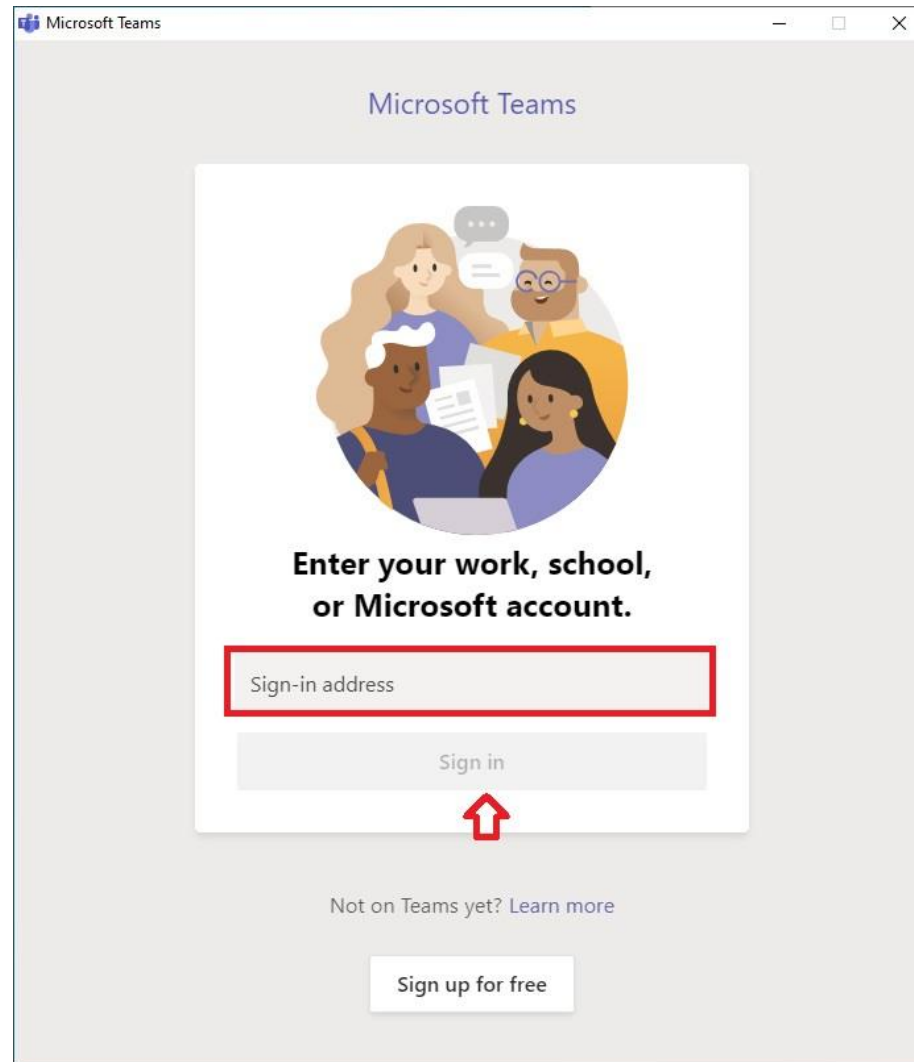 Microsoft Teams
Microsoft Teams
Enter your work, school,
or Microsoft account.
Sign-in address
Sign in
Not on Teams yet? Learn more
Sign up for free